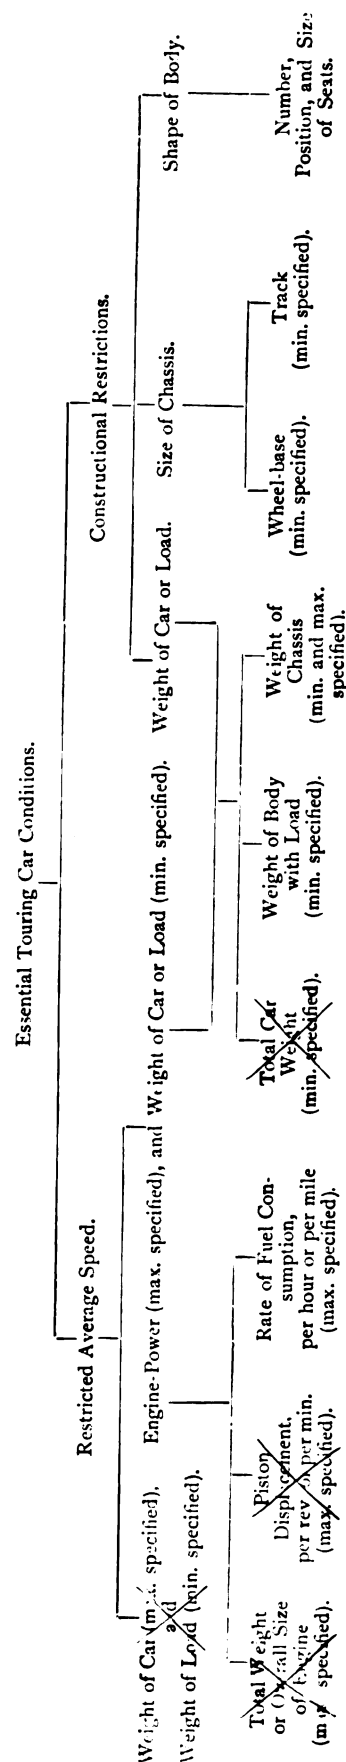 Essential Touring Car Conditions.
Restricted Average Speed.
Constructional Restrictions.
Weight of Car (max. specified),
and
Weight of Load (min. specified).
Engine-Power (max. specified), and Weight of Car or Load (min. specified).
Weight of Car or Load.
Size of Chassis.
Shape of Body.
Total Weight
or Overall Size
of Engine
(max. specified).
Piston
Displacement,
per rev. or per min.
(max. specified).
Rate of Fuel Con-
sumption,
per hour or per mile
(max. specified).
Total Car
Weight
(min. specified).
Weight of Body
with Load
(min. specified).
Weight of
Chassis
(min. and max.
specified).
Wheel-base
(min. specified).
Track
(min. specified).
Number,
Position, and Size
of Seats.